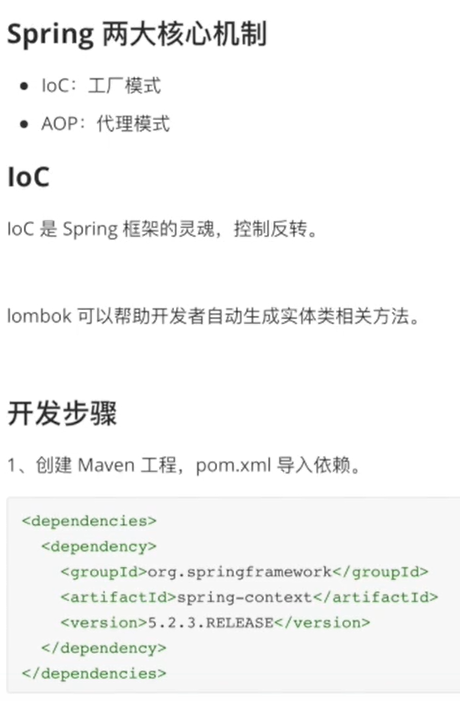 Spring 两大核心机制
• IoC：工厂模式
• AOP：代理模式
IoC
IoC 是 Spring 框架的灵魂，控制反转。
lombok 可以帮助开发者自动生成实体类相关方法。
开发步骤
1、创建 Maven 工程，pom.xml 导入依赖。
<dependencies>
  <dependency>
    <groupId>org.springframework</groupId>
    <artifactId>spring-context</artifactId>
    <version>5.2.3.RELEASE</version>
  </dependency>
</dependencies>